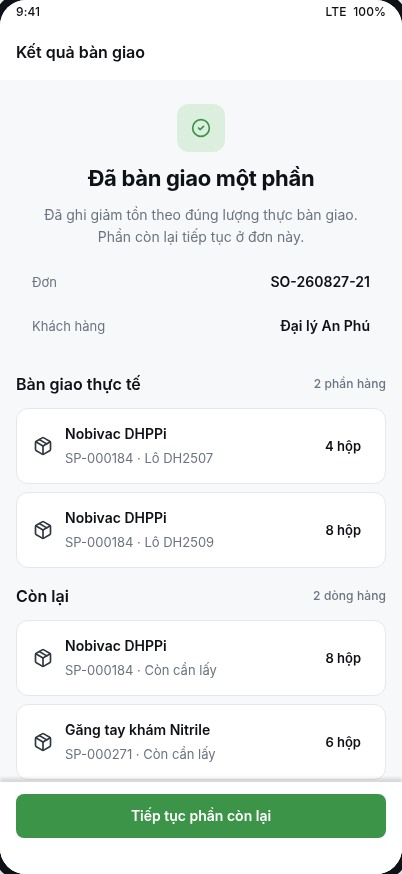 9:41
LTE 100%
Kết quả bàn giao
Đã bàn giao một phần
Đã ghi giảm tồn theo đúng lượng thực bàn giao.
Phần còn lại tiếp tục ở đơn này.
Đơn
SO-260827-21
Khách hàng
Đại lý An Phú
Bàn giao thực tế
2 phần hàng
Nobivac DHPPi
SP-000184 · Lô DH2507
4 hộp
Nobivac DHPPi
SP-000184 · Lô DH2509
8 hộp
Còn lại
2 dòng hàng
Nobivac DHPPi
SP-000184 · Còn cần lấy
8 hộp
Găng tay khám Nitrile
SP-000271 · Còn cần lấy
6 hộp
Tiếp tục phần còn lại